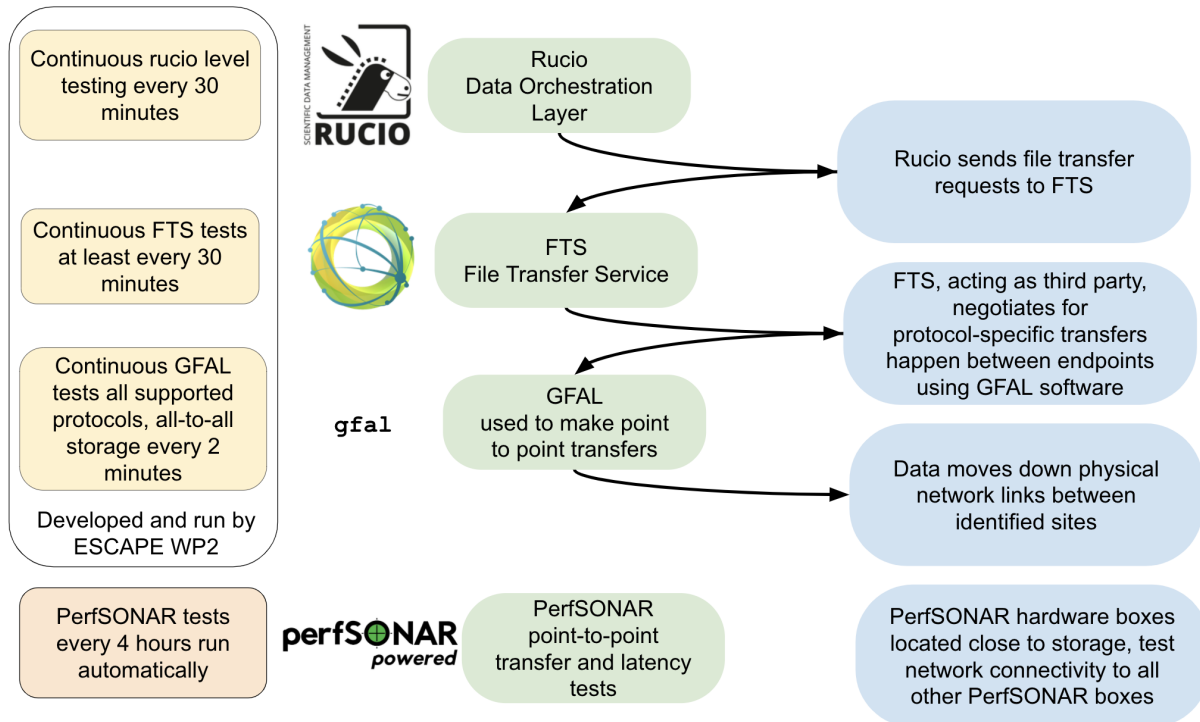 Continuous rucio level
testing every 30
minutes
SCIENTIFIC DATA MANAGEMENT
RUCIO
Rucio
Data Orchestration
Layer
Rucio sends file transfer
requests to FTS
Continuous FTS tests
at least every 30
minutes
FTS
File Transfer Service
FTS, acting as third party,
negotiates for
protocol-specific transfers
happen between endpoints
using GFAL software
Continuous GFAL
tests all supported
protocols, all-to-all
storage every 2
minutes
gfal
GFAL
used to make point
to point transfers
Data moves down physical
network links between
identified sites
Developed and run by
ESCAPE WP2
PerfSONAR tests
every 4 hours run
automatically
perfSONAR
powered
PerfSONAR
point-to-point
transfer and latency
tests
PerfSONAR hardware boxes
located close to storage, test
network connectivity to all
other PerfSONAR boxes